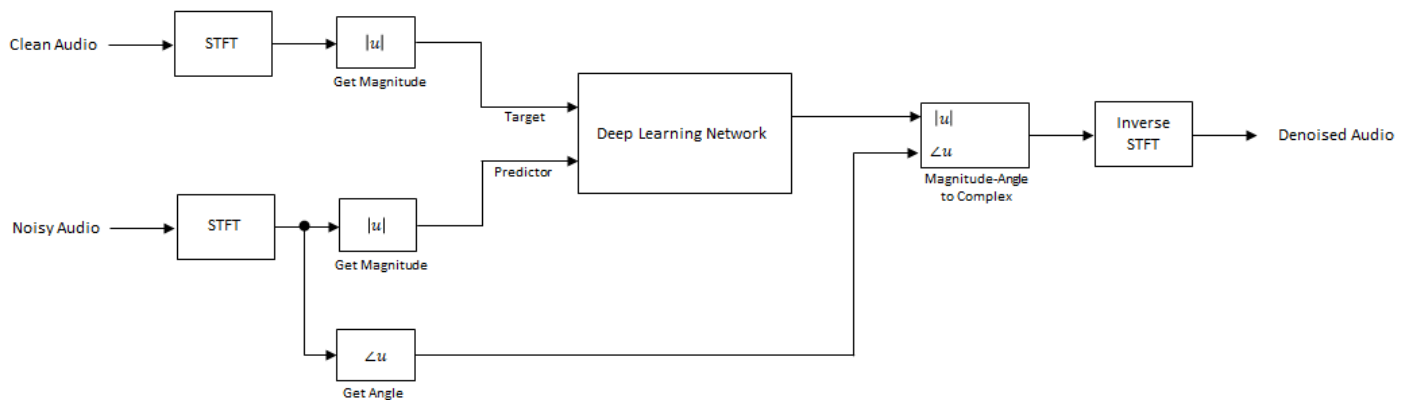 Clean Audio
STFT
|u|
Get Magnitude
Target
Deep Learning Network
Predictor
|u|
∠u
Magnitude-Angle
to Complex
Inverse
STFT
Denoised Audio
Noisy Audio
STFT
|u|
Get Magnitude
∠u
Get Angle